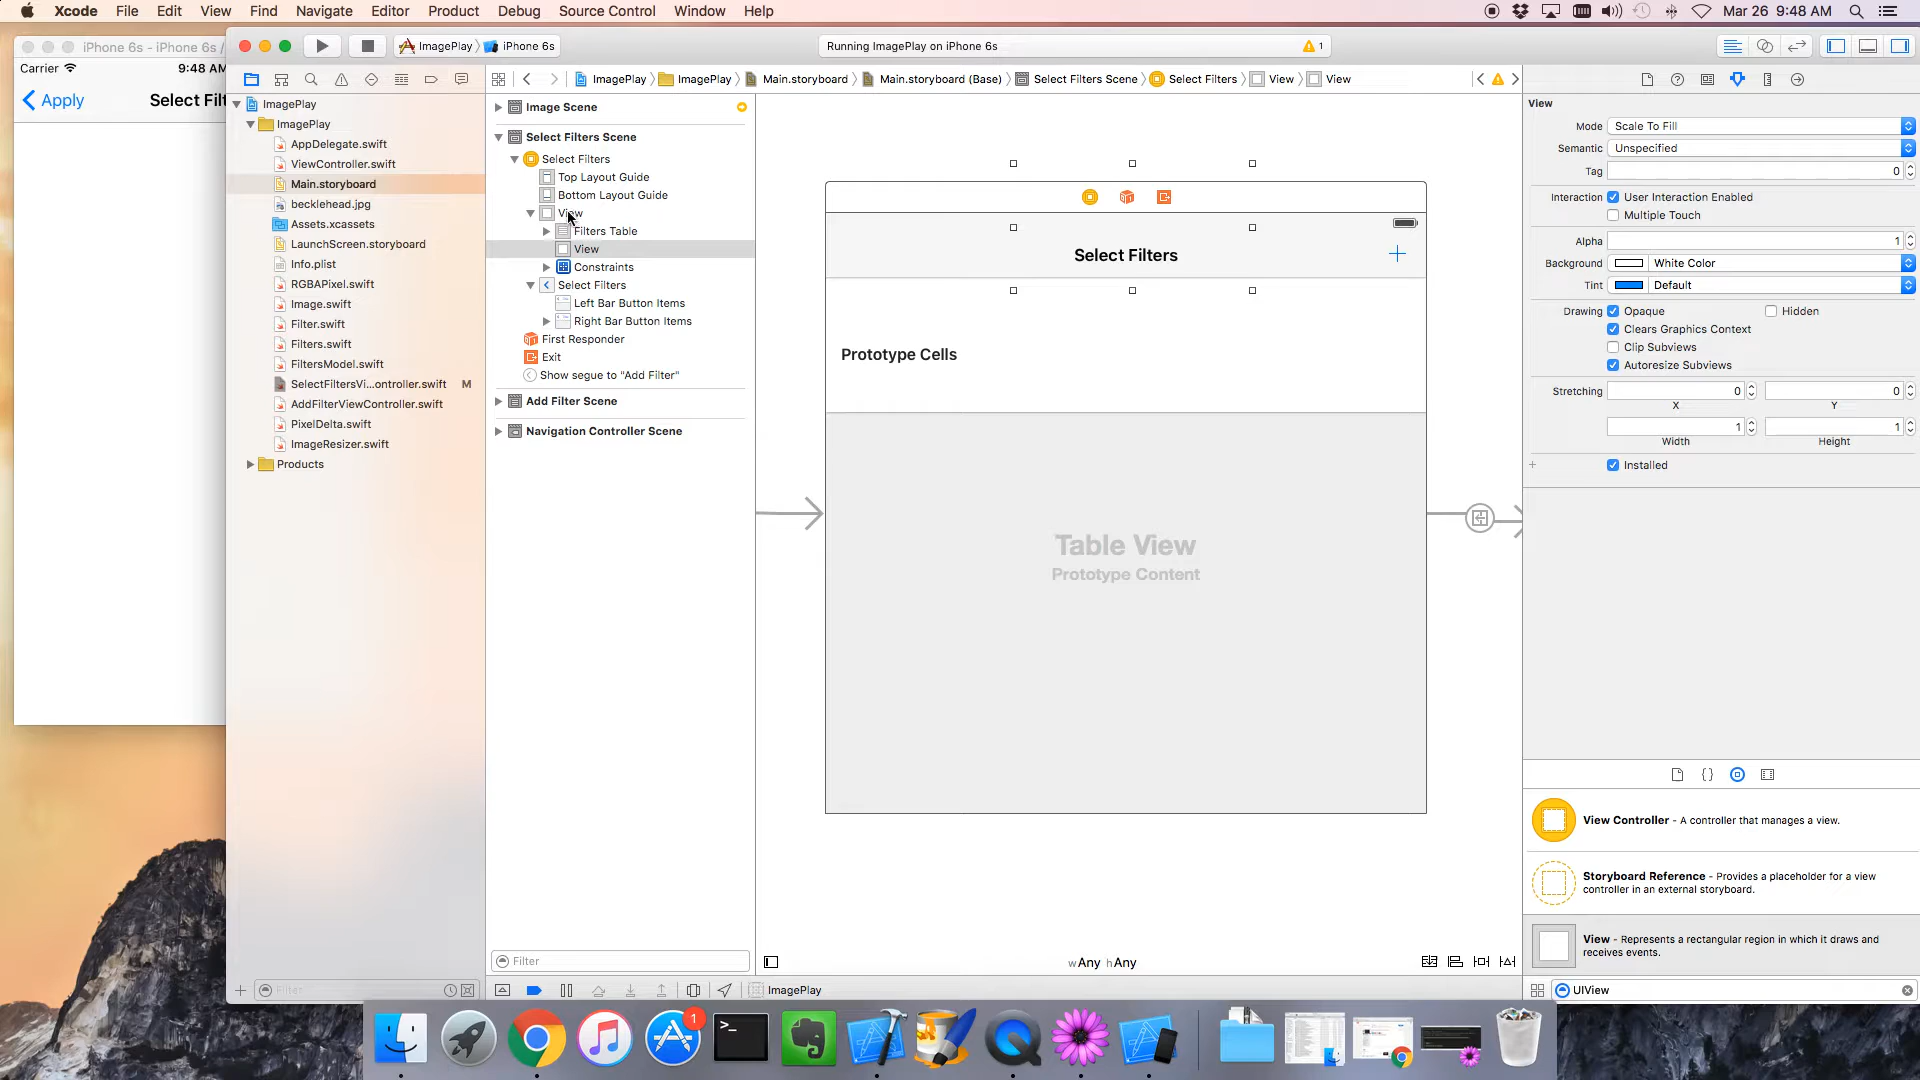 Xcode File Edit View Find Navigate Editor Product Debug Source Control Window Help
Mar 26 9:48 AM
iPhone 6s - iPhone 6s /
Carrier
9:48 AM
Apply
Select Filt
ImagePlay
iPhone 6s
Running ImagePlay on iPhone 6s
1
ImagePlay
ImagePlay
Main.storyboard
Main.storyboard (Base)
Select Filters Scene
Select Filters
View
View
ImagePlay
ImagePlay
AppDelegate.swift
ViewController.swift
Main.storyboard
becklehead.jpg
Assets.xcassets
LaunchScreen.storyboard
Info.plist
RGBAPixel.swift
Image.swift
Filter.swift
Filters.swift
FiltersModel.swift
SelectFiltersVi...ontroller.swift M
AddFilterViewController.swift
PixelDelta.swift
ImageResizer.swift
Products
Filter
Image Scene
Select Filters Scene
Select Filters
Top Layout Guide
Bottom Layout Guide
View
Filters Table
View
Constraints
Select Filters
Left Bar Button Items
Right Bar Button Items
First Responder
Exit
Show segue to "Add Filter"
Add Filter Scene
Navigation Controller Scene
Filter
Select Filters
Prototype Cells
Table View
Prototype Content
wAny hAny
ImagePlay
View
Mode Scale To Fill
Semantic Unspecified
Tag 0
Interaction User Interaction Enabled
Multiple Touch
Alpha 1
Background White Color
Tint Default
Drawing Opaque Hidden
Clears Graphics Context
Clip Subviews
Autoresize Subviews
Stretching 0 0
X Y
1 1
Width Height
Installed
View Controller - A controller that manages a view.
Storyboard Reference - Provides a placeholder for a view
controller in an external storyboard.
View - Represents a rectangular region in which it draws and
receives events.
UIView
1